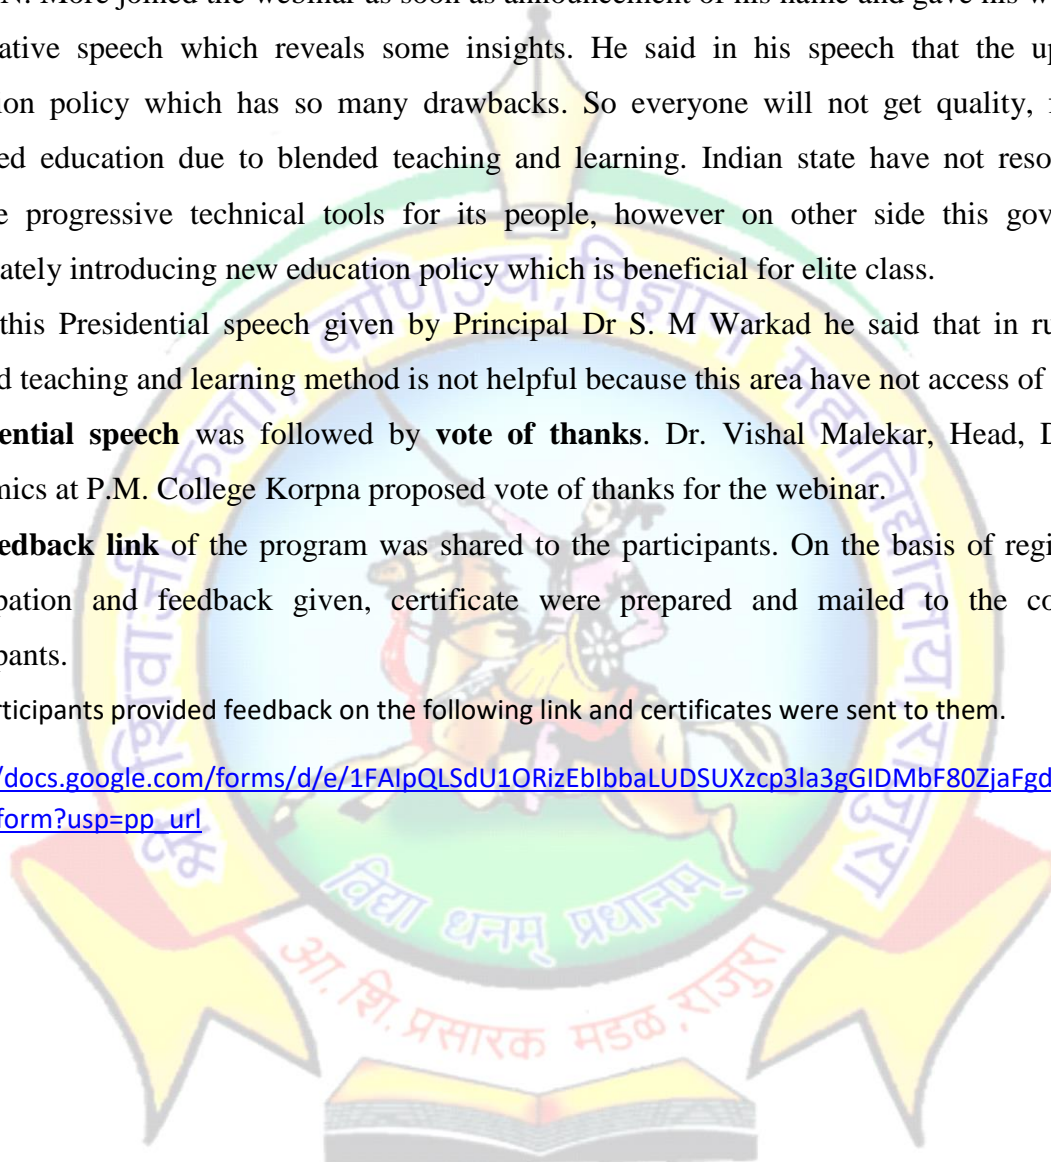 N. More joined the webinar as soon as announcement of his name and gave his w
ative speech which reveals some insights. He said in his speech that the up
ion policy which has so many drawbacks. So everyone will not get quality,
ed education due to blended teaching and learning. Indian state have not reso
e progressive technical tools for its people, however on other side this gov
ately introducing new education policy which is beneficial for elite class.
this Presidential speech given by Principal Dr S. M Warkad he said that in ru
d teaching and learning method is not helpful because this area have not access of
ential speech was followed by vote of thanks. Dr. Vishal Malekar, Head, D
mics at P.M. College Korpna proposed vote of thanks for the webinar.
edback link of the program was shared to the participants. On the basis of regi
pation and feedback given, certificate were prepared and mailed to the co
pants.
rticipants provided feedback on the following link and certificates were sent to them.
/docs.google.com/forms/d/e/1FAIpQLSdU1ORizEbIbbaLUDSUXzcp3la3gGIDMbF80ZjaFgd
form?usp=pp_url
श्री शिवाजी कला, वाणिज्य, विज्ञान महाविद्यालय राजुरा
विद्या धनम् प्रधानम्
आ. शि. प्रसारक मंडळ, राजुरा